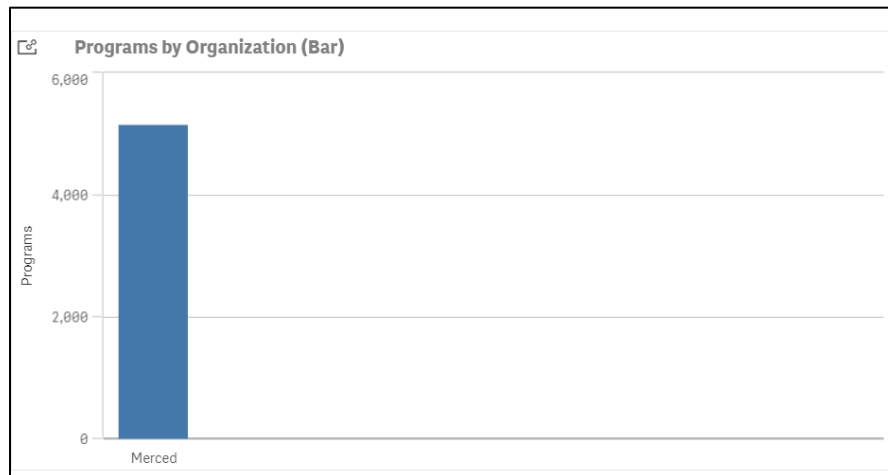 Programs by Organization (Bar)
6,000
4,000
2,000
0
Programs
Merced